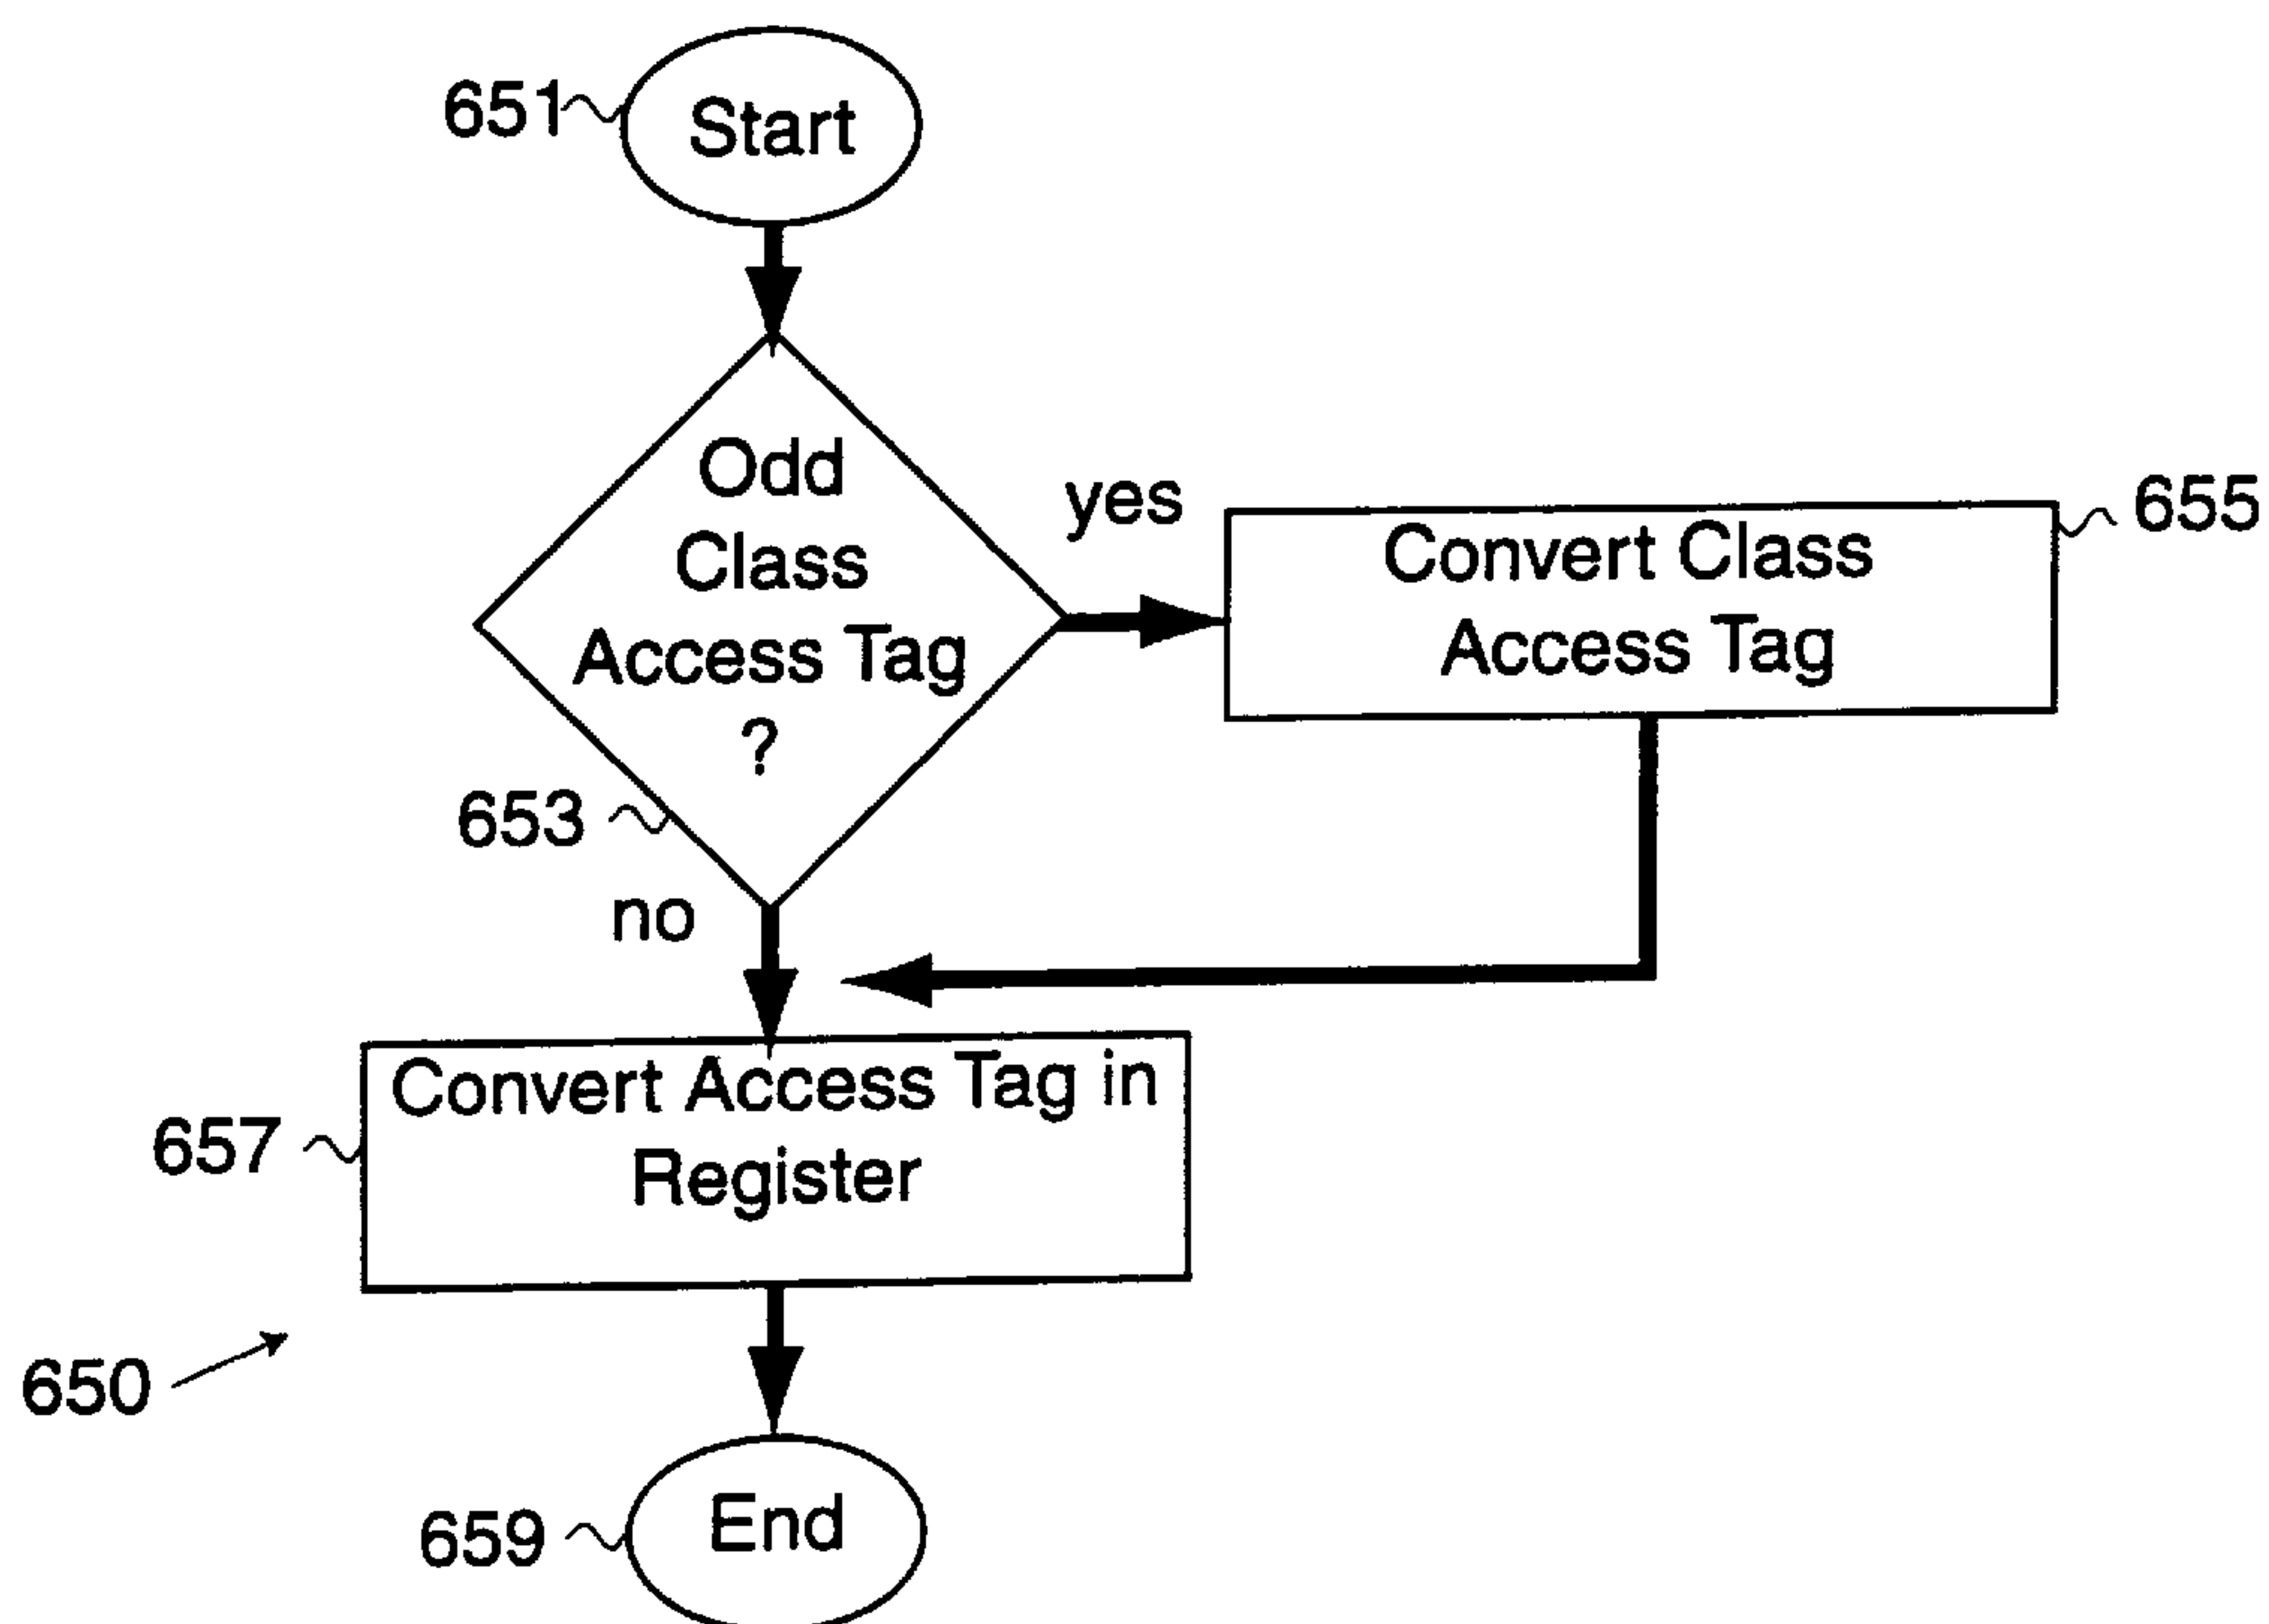 651
Start
Odd
Class
Access Tag
?
653
yes
Convert Class
Access Tag
655
no
Convert Access Tag in
Register
657
650
End
659